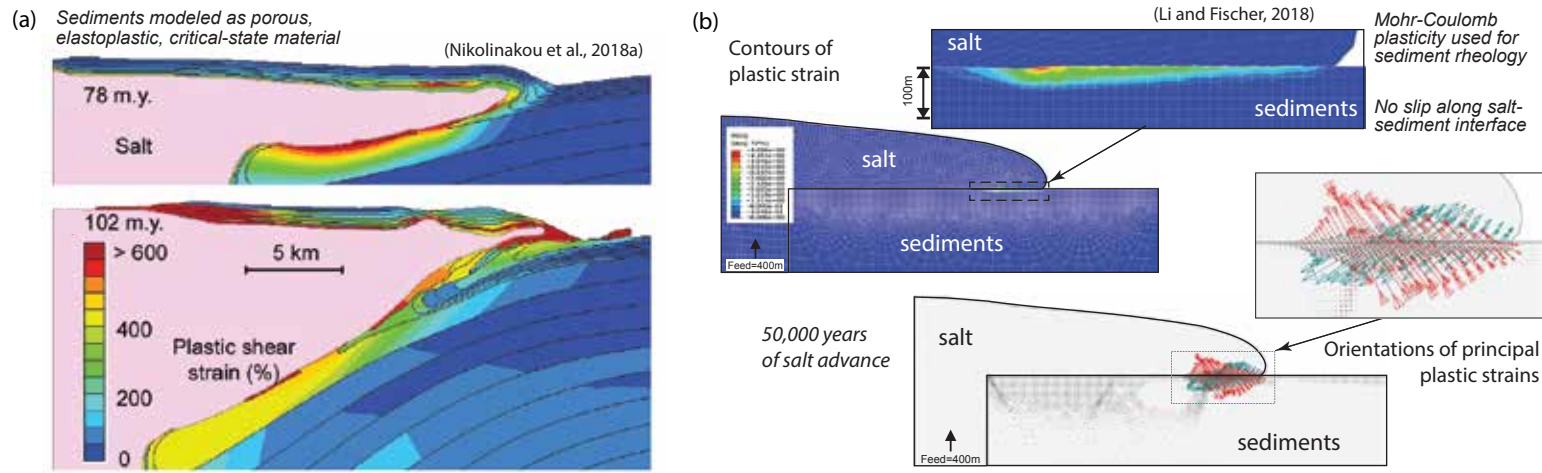 (a)
Sediments modeled as porous,
elastoplastic, critical-state material
(Nikolinakou et al., 2018a)
78 m.y.
Salt
102 m.y.
> 600
5 km
400
Plastic shear
strain (%)
200
0
(b)
(Li and Fischer, 2018)
Contours of
plastic strain
salt
100m
sediments
Mohr-Coulomb
plasticity used for
sediment rheology
No slip along salt-
sediment interface
salt
sediments
Feed=400m
50,000 years
of salt advance
salt
Orientations of principal
plastic strains
sediments
Feed=400m